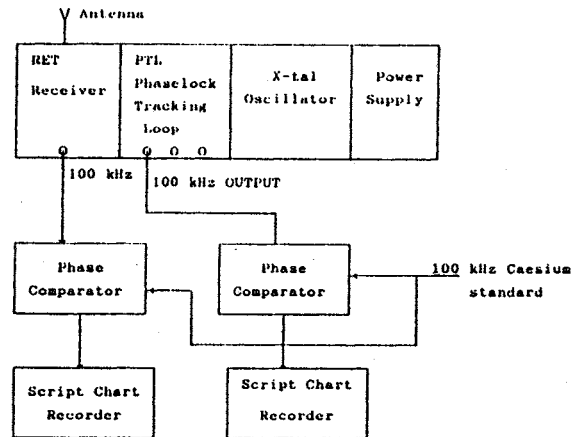 Antenna
RET
Receiver
PTL
Phaselock
Tracking
Loop
X-tal
Oscillator
Power
Supply
100 kHz
100 kHz OUTPUT
Phase
Comparator
Phase
Comparator
100 kHz Caesium
standard
Script Chart
Recorder
Script Chart
Recorder